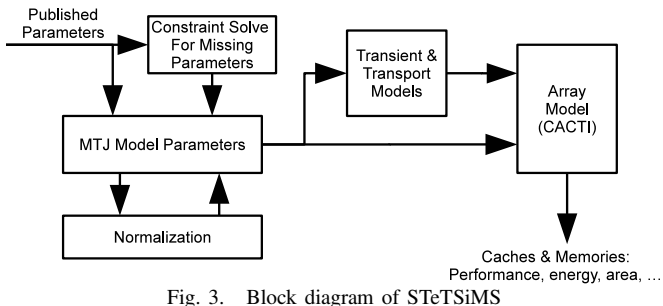 Published
Parameters
Constraint Solve
For Missing
Parameters
Transient &
Transport
Models
Array
Model
(CACTI)
MTJ Model Parameters
Normalization
Caches & Memories:
Performance, energy, area, ...
Fig. 3. Block diagram of STeTSiMS